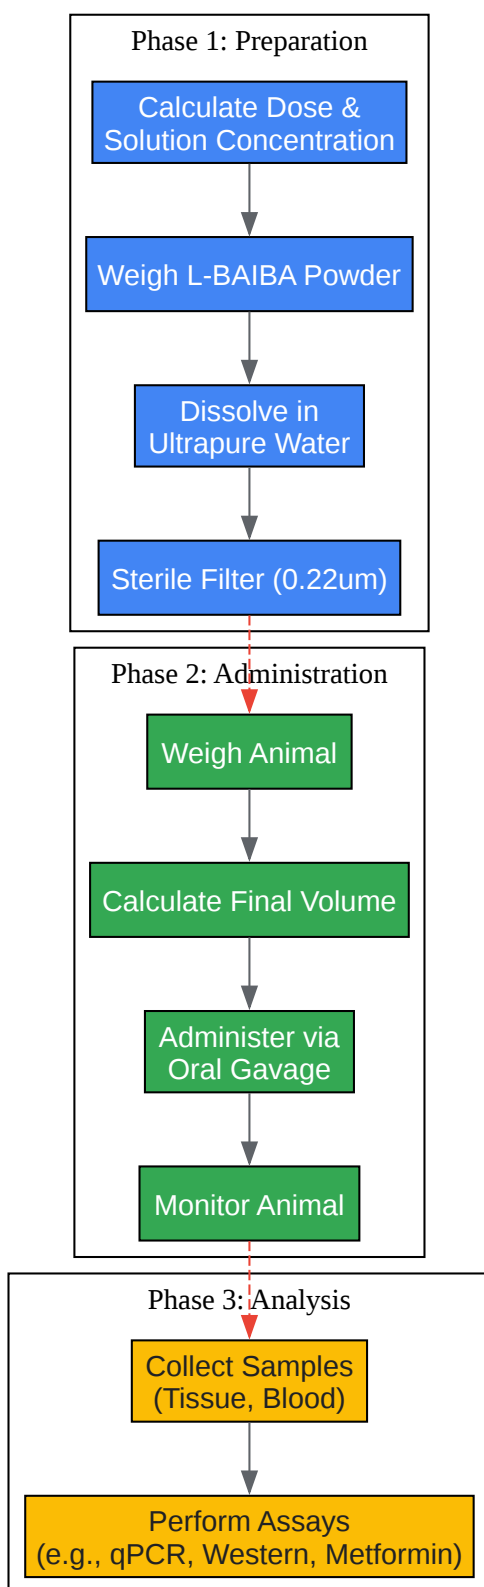 Phase 1: Preparation
Calculate Dose &
Solution Concentration
Weigh L-BAIBA Powder
Dissolve in
Ultrapure Water
Sterile Filter (0.22um)
Phase 2: Administration
Weigh Animal
Calculate Final Volume
Administer via
Oral Gavage
Monitor Animal
Phase 3: Analysis
Collect Samples
(Tissue, Blood)
Perform Assays
(e.g., qPCR, Western, Metformin)